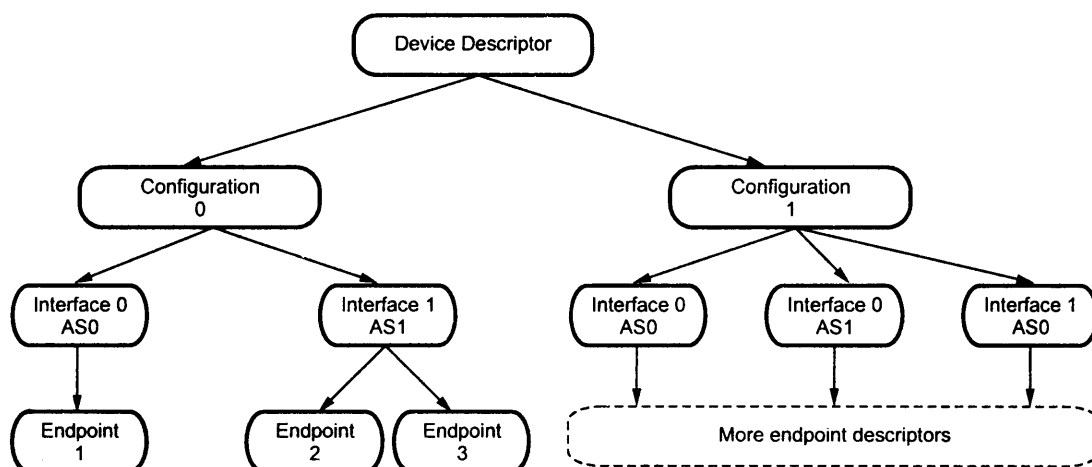 Device Descriptor
Configuration
0
Configuration
1
Interface 0
AS0
Interface 1
AS1
Interface 0
AS0
Interface 0
AS1
Interface 1
AS0
Endpoint
1
Endpoint
2
Endpoint
3
More endpoint descriptors